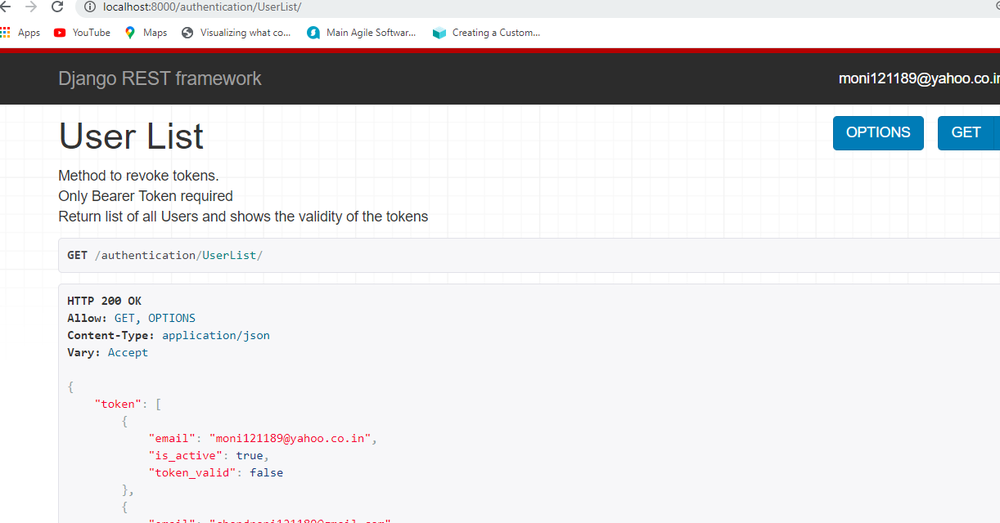 localhost:8000/authentication/UserList/
Apps YouTube Maps Visualizing what co... Main Agile Softwar... Creating a Custom...
Django REST framework moni121189@yahoo.co.in
User List OPTIONS GET
Method to revoke tokens.
Only Bearer Token required
Return list of all Users and shows the validity of the tokens
GET /authentication/UserList/
HTTP 200 OK
Allow: GET, OPTIONS
Content-Type: application/json
Vary: Accept
{
"token": [
{
"email": "moni121189@yahoo.co.in",
"is_active": true,
"token_valid": false
},
{
"email":